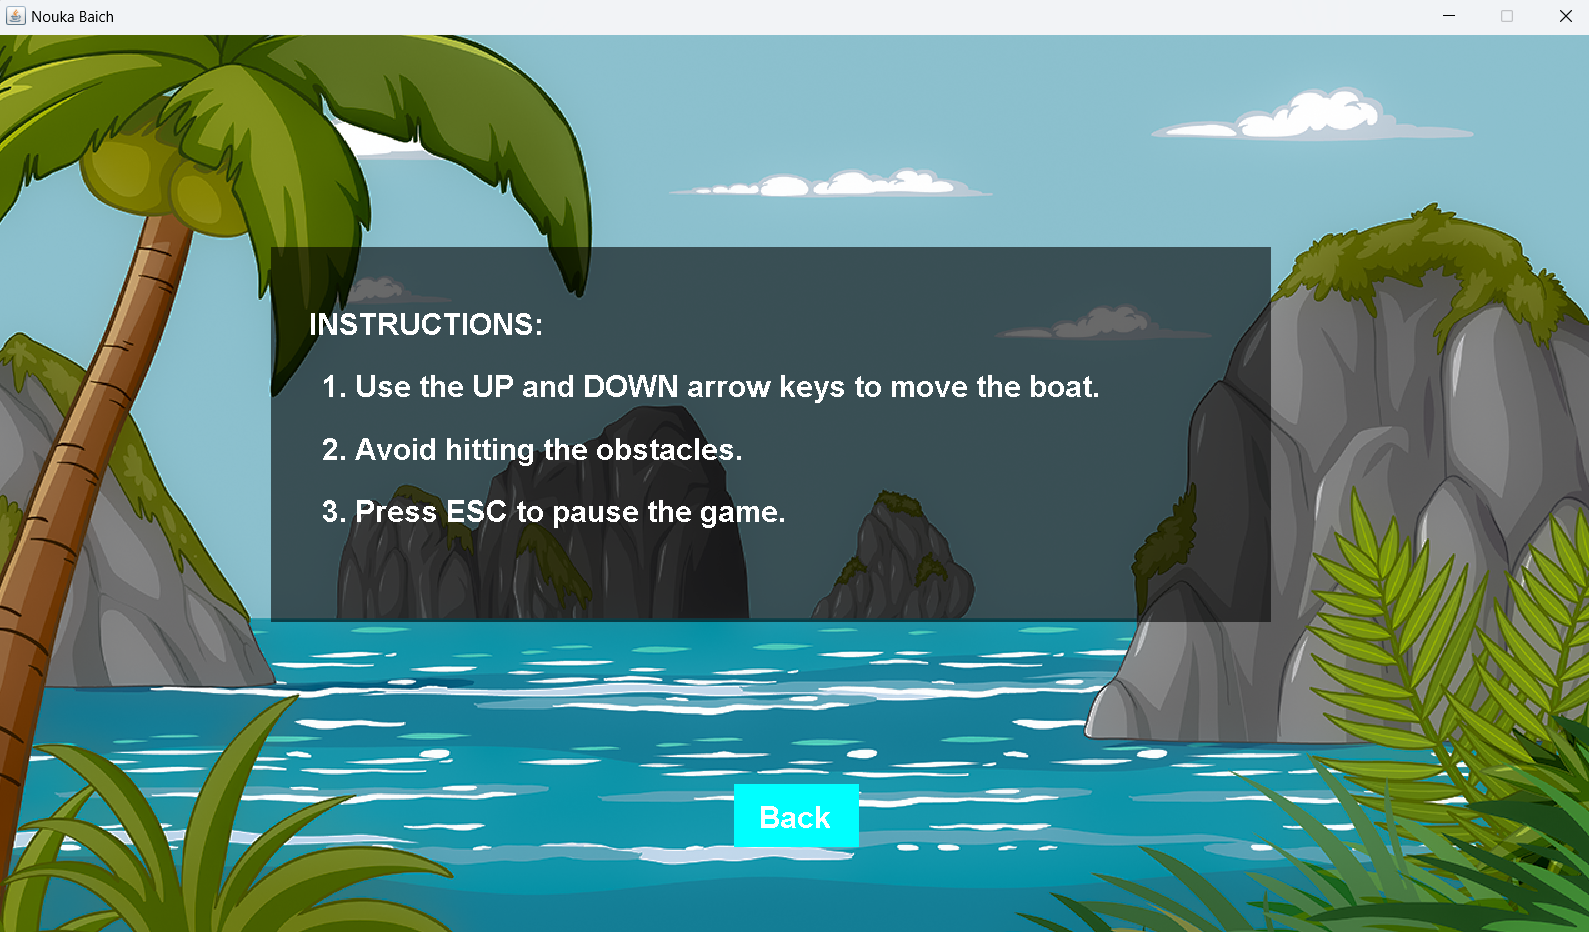 Nouka Baich
INSTRUCTIONS:
1. Use the UP and DOWN arrow keys to move the boat.
2. Avoid hitting the obstacles.
3. Press ESC to pause the game.
Back